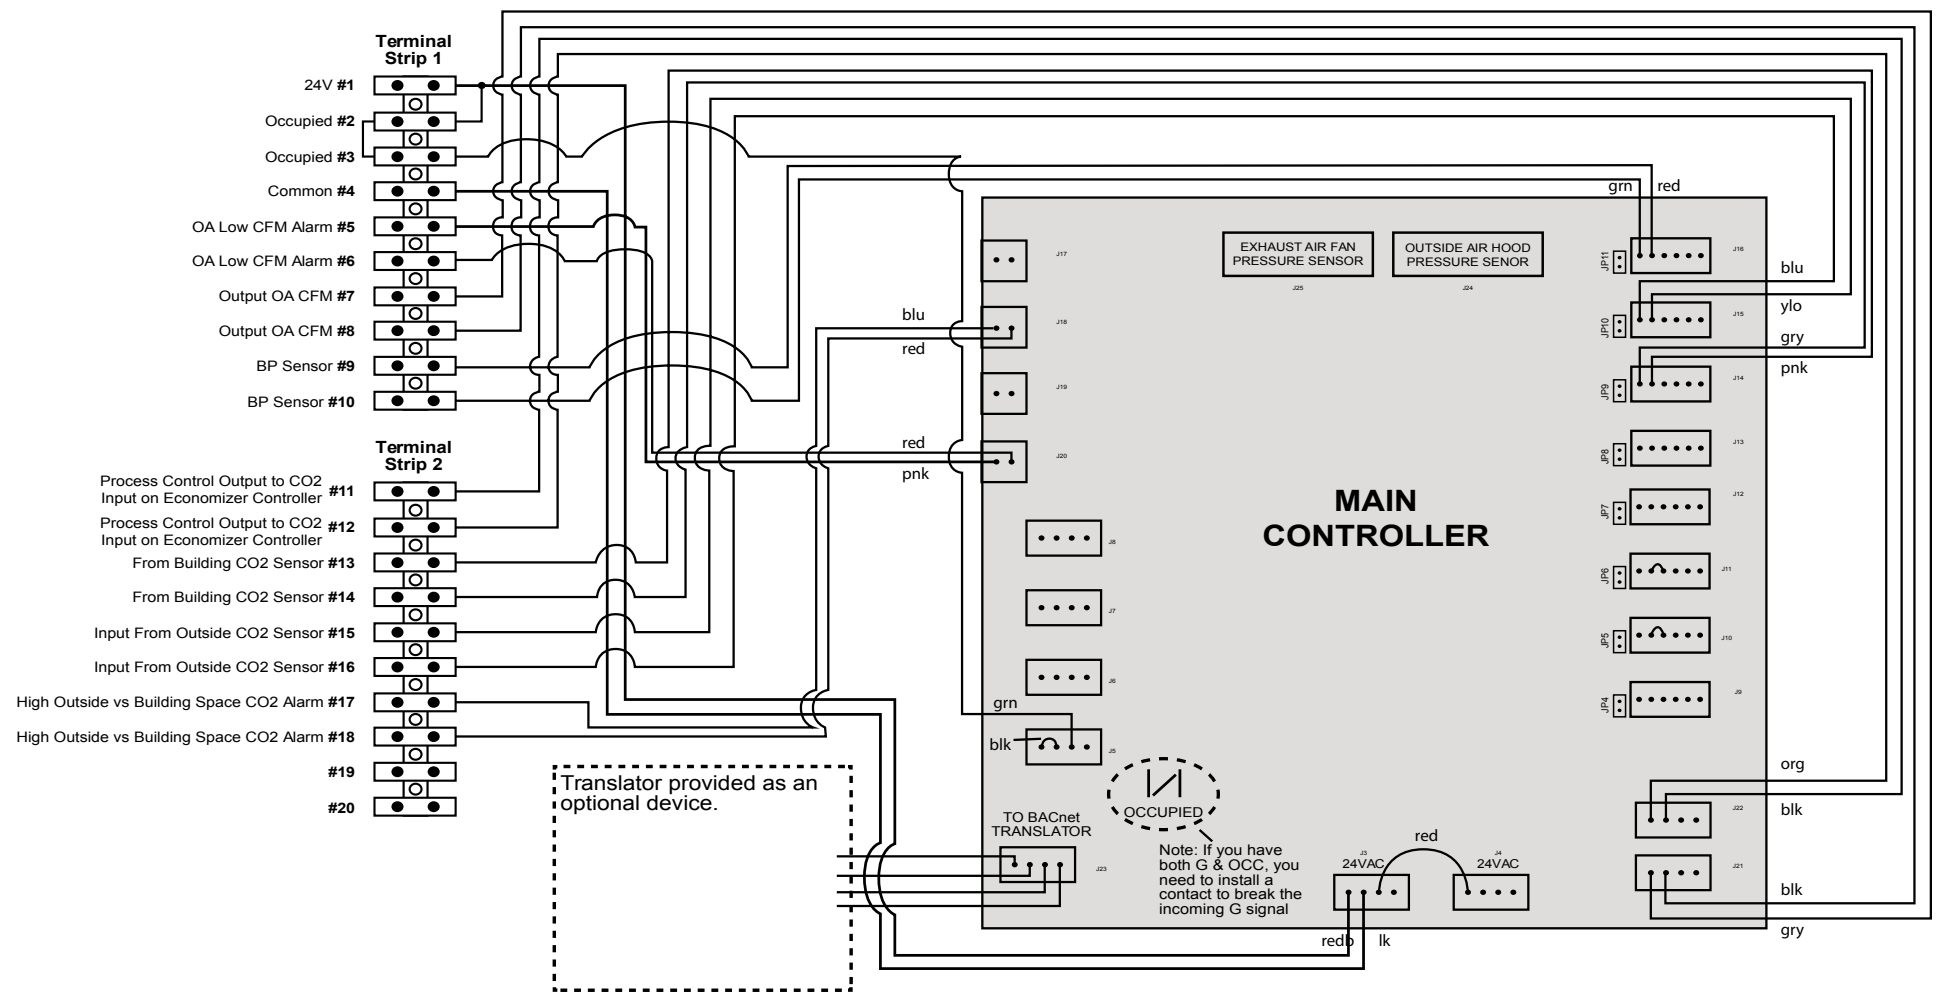 Terminal
Strip 1
24V #1
Occupied #2
Occupied #3
Common #4
OA Low CFM Alarm #5
OA Low CFM Alarm #6
Output OA CFM #7
Output OA CFM #8
BP Sensor #9
BP Sensor #10
Terminal
Strip 2
Process Control Output to CO2
Input on Economizer Controller #11
Process Control Output to CO2
Input on Economizer Controller #12
From Building CO2 Sensor #13
From Building CO2 Sensor #14
Input From Outside CO2 Sensor #15
Input From Outside CO2 Sensor #16
High Outside vs Building Space CO2 Alarm #17
High Outside vs Building Space CO2 Alarm #18
#19
#20
Translator provided as an
optional device.
blu
red
red
pnk
grn
blk
J17
J18
J19
J20
J8
J7
J6
J5
EXHAUST AIR FAN
PRESSURE SENSOR
J25
OUTSIDE AIR HOOD
PRESSURE SENOR
J24
MAIN
CONTROLLER
OCCUPIED
Note: If you have
both G & OCC, you
need to install a
contact to break the
incoming G signal
TO BACnet
TRANSLATOR
J23
J3
24VAC
red
J4
24VAC
redb lk
grn red
JP11
J16
blu
JP10
J15
ylo
gry
JP9
J14
pnk
JP8
J13
JP7
J12
JP6
J11
JP5
J10
JP4
J9
org
J22
blk
J21
blk
gry